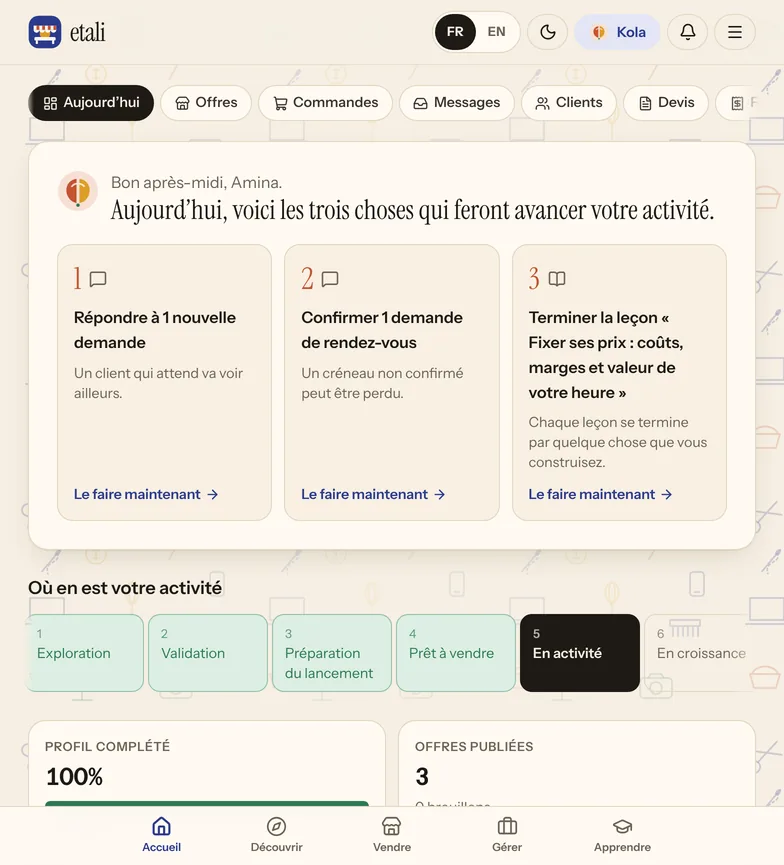 etali
FR EN
Kola
Aujourd’hui
Offres
Commandes
Messages
Clients
Devis
Bon après-midi, Amina.
Aujourd’hui, voici les trois choses qui feront avancer votre activité.
1
Répondre à 1 nouvelle
demande
Un client qui attend va voir
ailleurs.
Le faire maintenant →
2
Confirmer 1 demande
de rendez-vous
Un créneau non confirmé
peut être perdu.
Le faire maintenant →
3
Terminer la leçon «
Fixer ses prix : coûts,
marges et valeur de
votre heure »
Chaque leçon se termine
par quelque chose que vous
construisez.
Le faire maintenant →
Où en est votre activité
1
Exploration
2
Validation
3
Préparation
du lancement
4
Prêt à vendre
5
En activité
6
En croissance
PROFIL COMPLÉTÉ
100%
OFFRES PUBLIÉES
3
Accueil
Découvrir
Vendre
Gérer
Apprendre